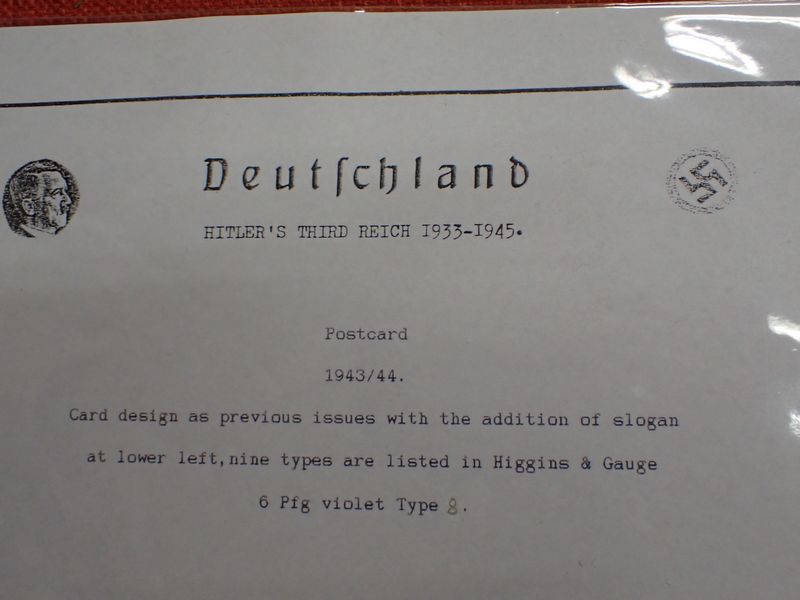 Deutſchland
HITLER'S THIRD REICH 1933-1945.
Postcard
1943/44.
Card design as previous issues with the addition of slogan
at lower left,nine types are listed in Higgins & Gauge
6 Pfg violet Type 8.